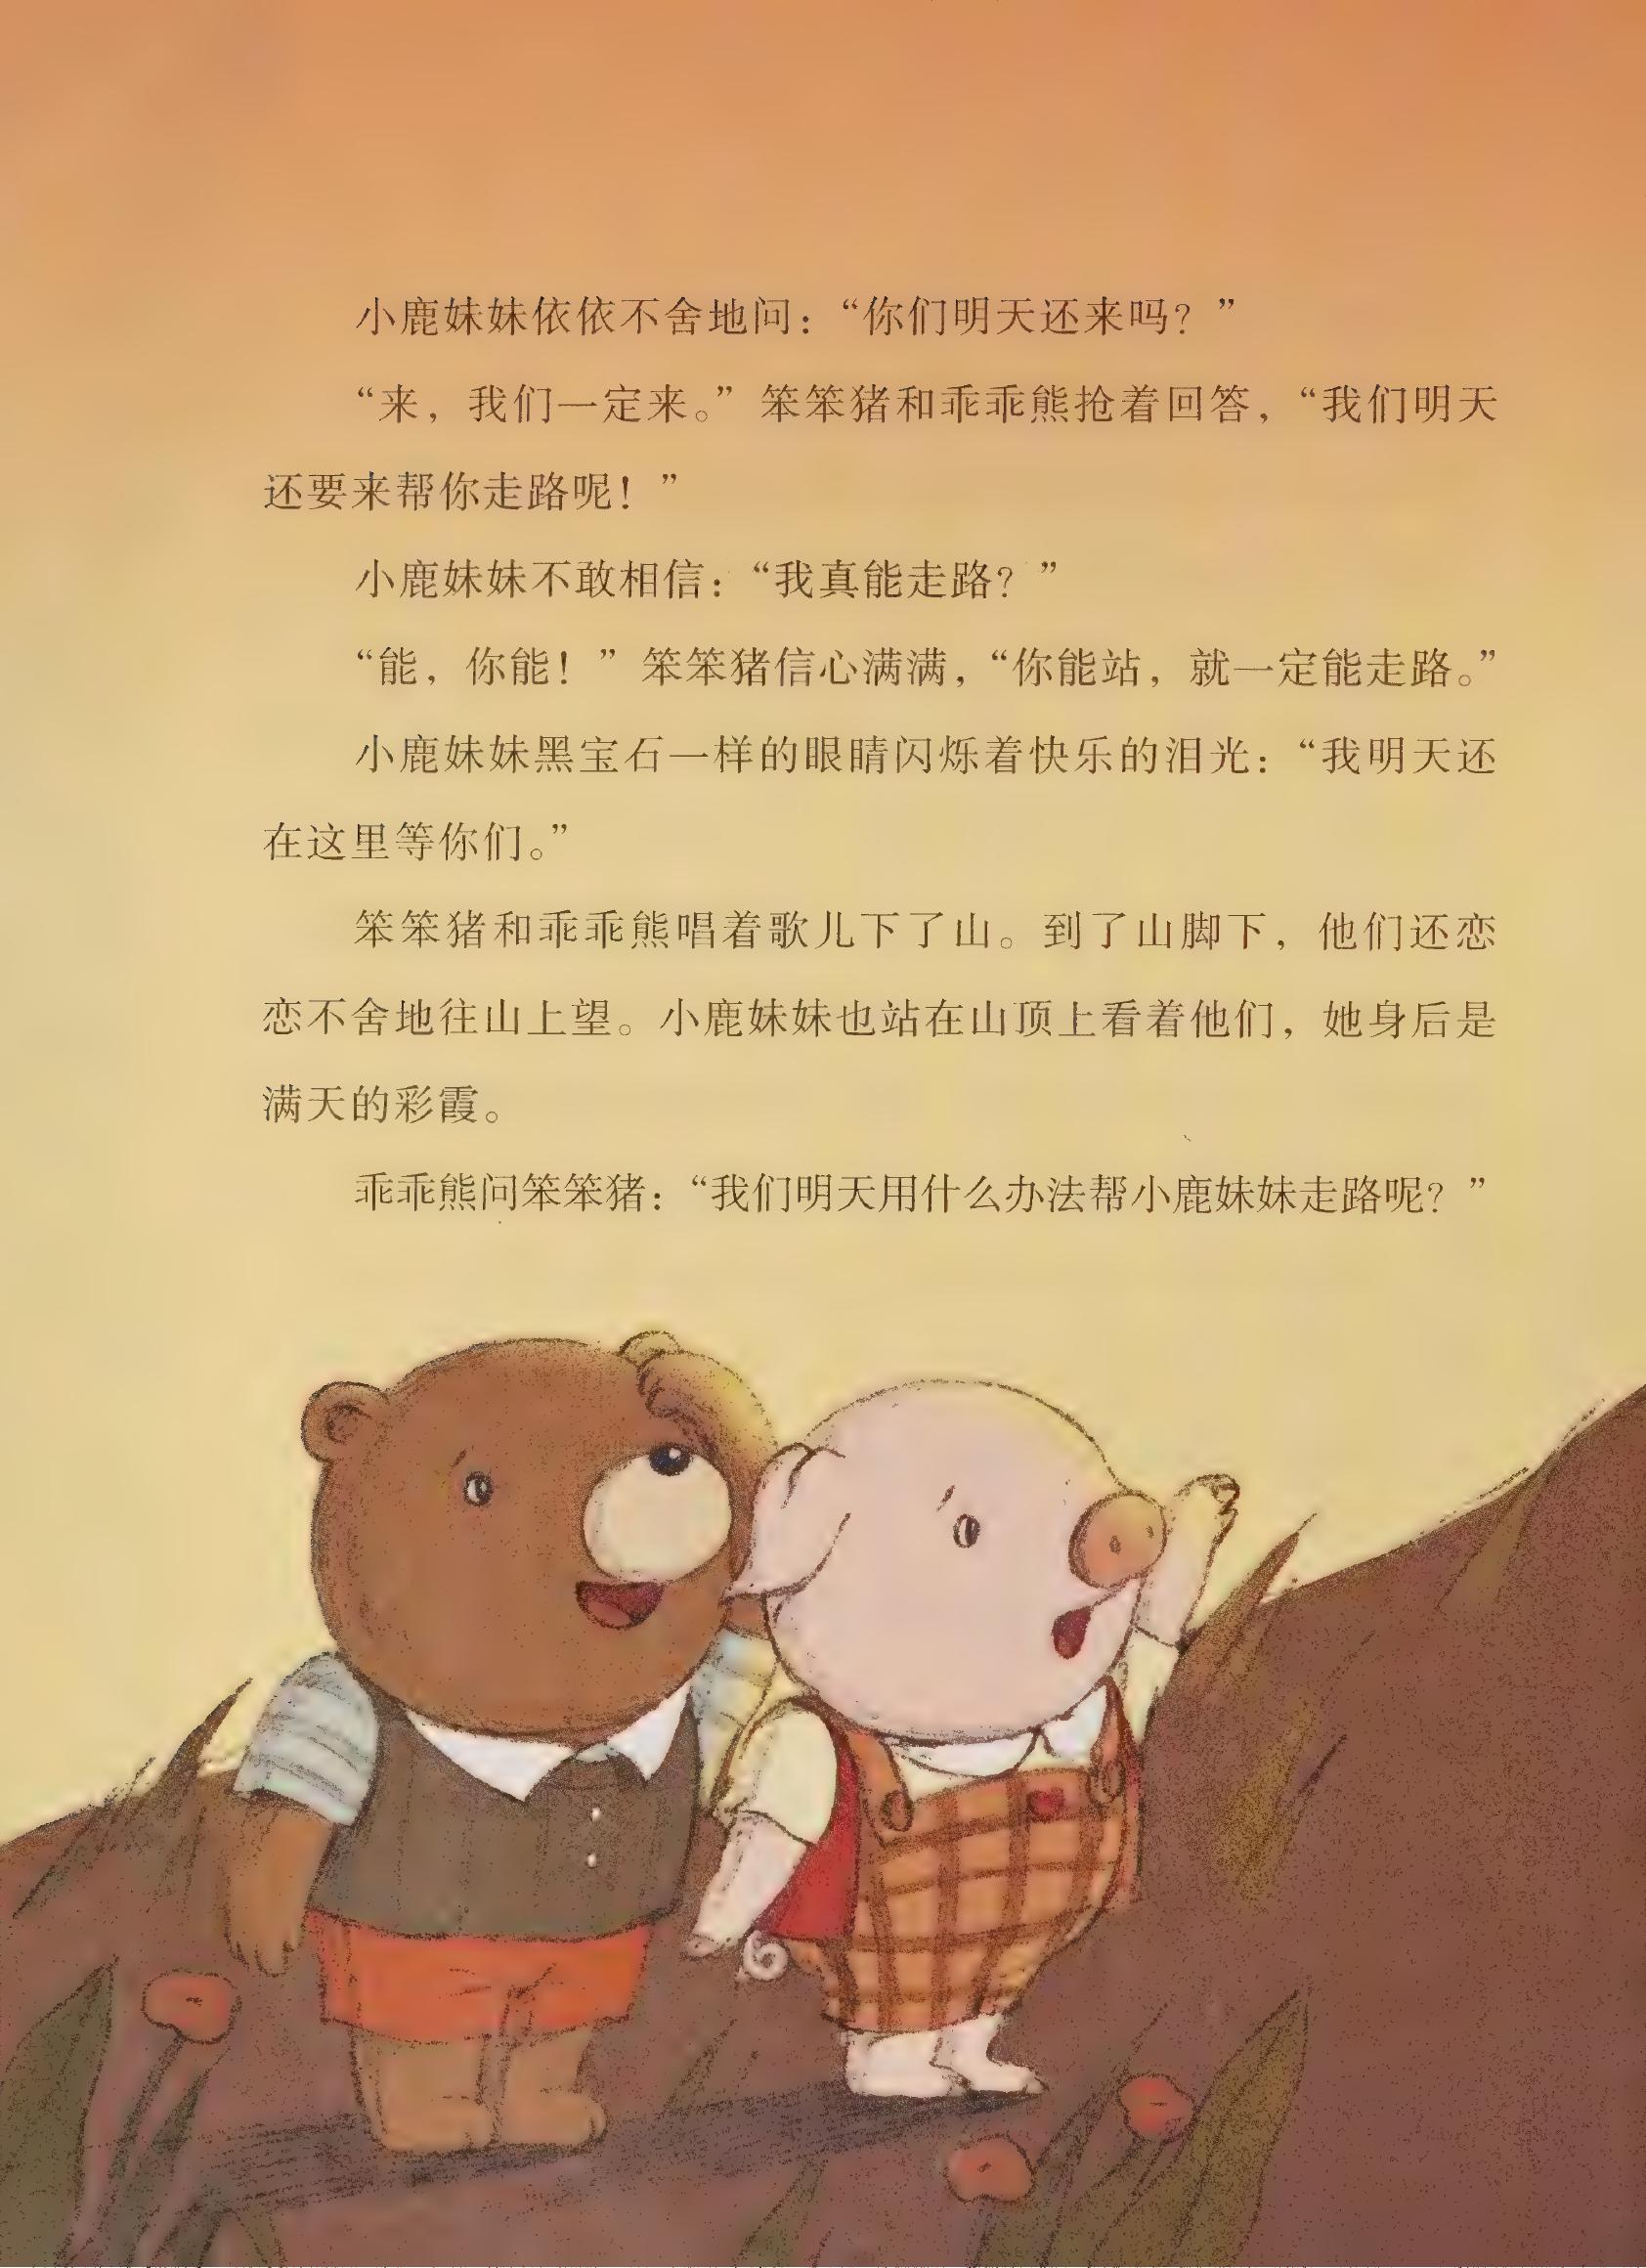 小鹿妹妹依依不舍地问：“你们明天还来吗？”
“来，我们一定来。”笨笨猪和乖乖熊抢着回答，“我们明天
还要来帮你走路呢！”
小鹿妹妹不敢相信：“我真能走路？”
“能，你能！”笨笨猪信心满满，“你能站，就一定能走路。”
小鹿妹妹黑宝石一样的眼睛闪烁着快乐的泪光：“我明天还
在这里等你们。”
笨笨猪和乖乖熊唱着歌儿下了山。到了山脚下，他们还恋
恋不舍地往山上望。小鹿妹妹也站在山顶上看着他们，她身后是
满天的彩霞。
乖乖熊问笨笨猪：“我们明天用什么办法帮小鹿妹妹走路呢？”